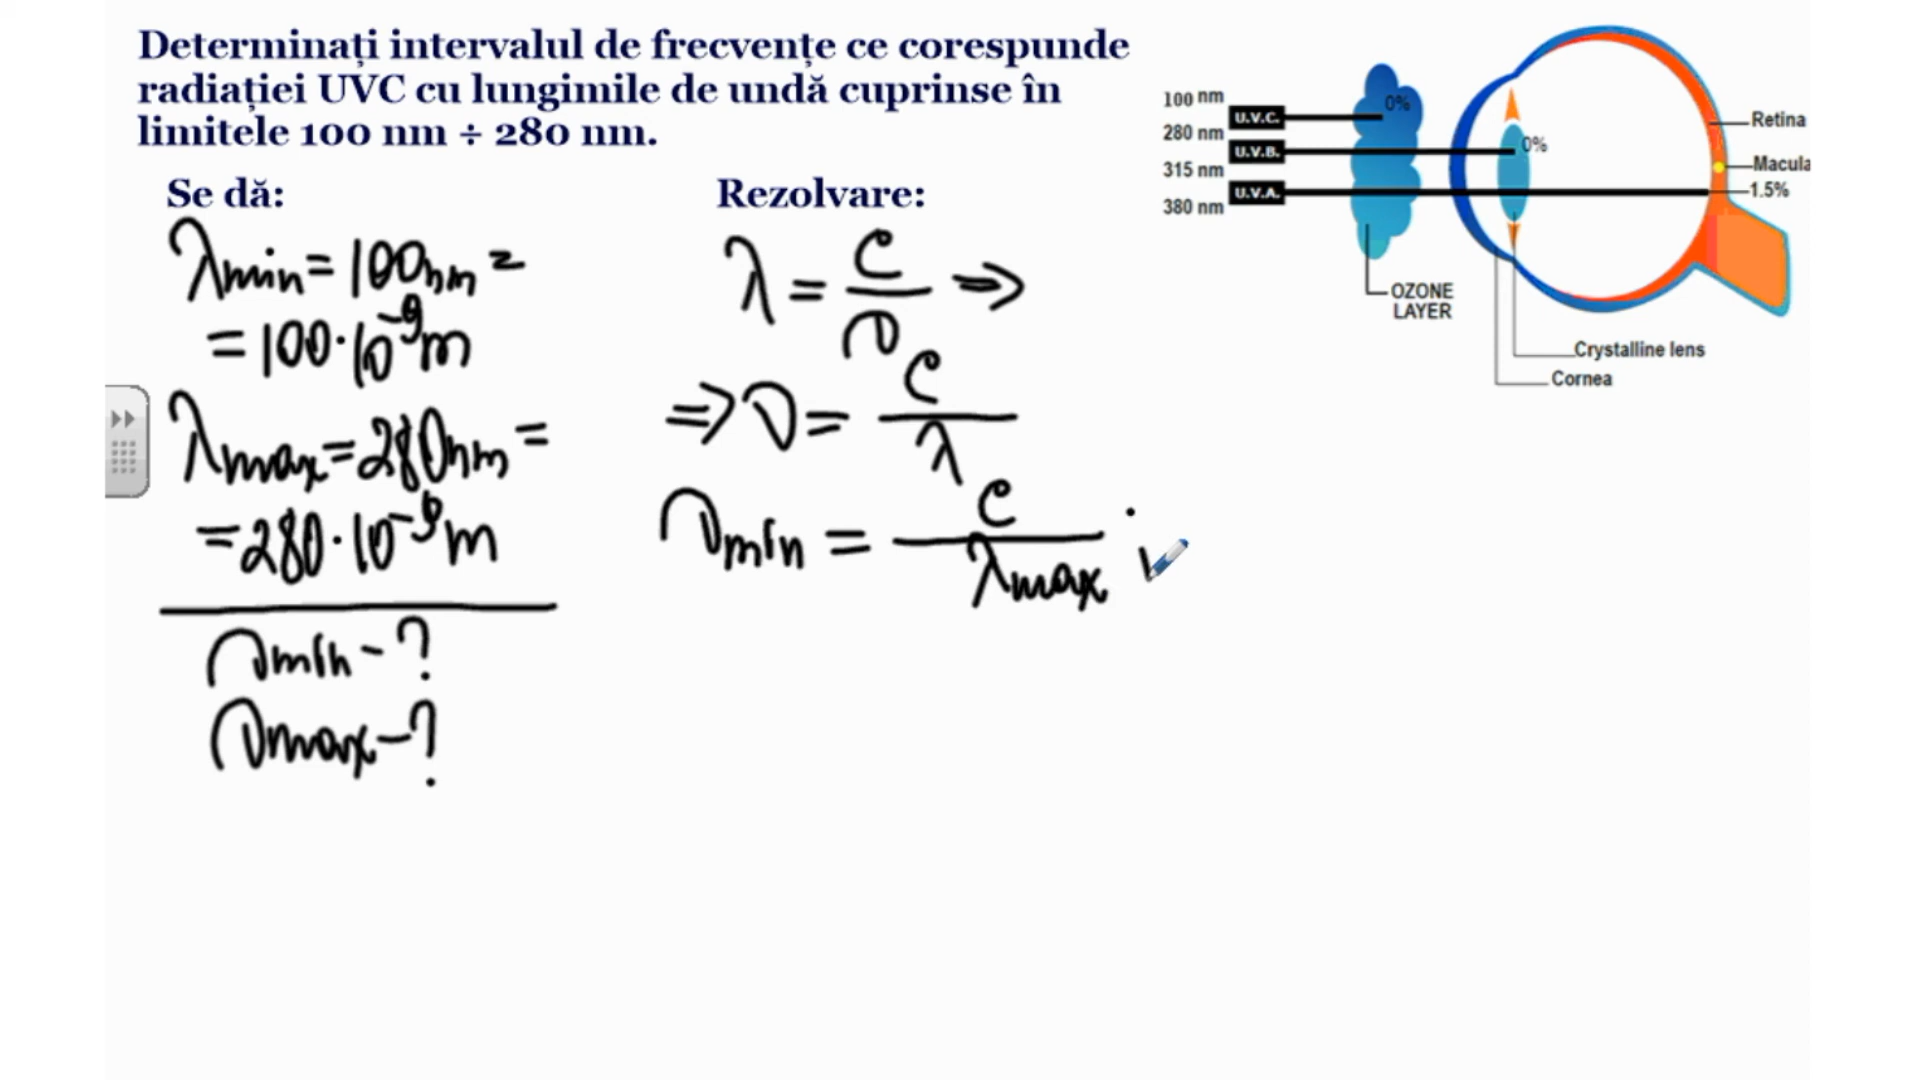 Determinați intervalul de frecvențe ce corespunde
radiației UVC cu lungimile de undă cuprinse în
limitele 100 nm ÷ 280 nm.
Se dă:
λmin = 100nm =
= 100·10⁻⁹m
λmax = 280nm =
= 280·10⁻⁹m
νmin - ?
νmax - ?
Rezolvare:
λ = c/ν ⇒
⇒ ν = c/λ
νmin = c/λmax ;
100 nm
U.V.C.
0%
280 nm
U.V.B.
0%
315 nm
U.V.A.
1.5%
380 nm
Retina
Macula
OZONE
LAYER
Crystalline lens
Cornea